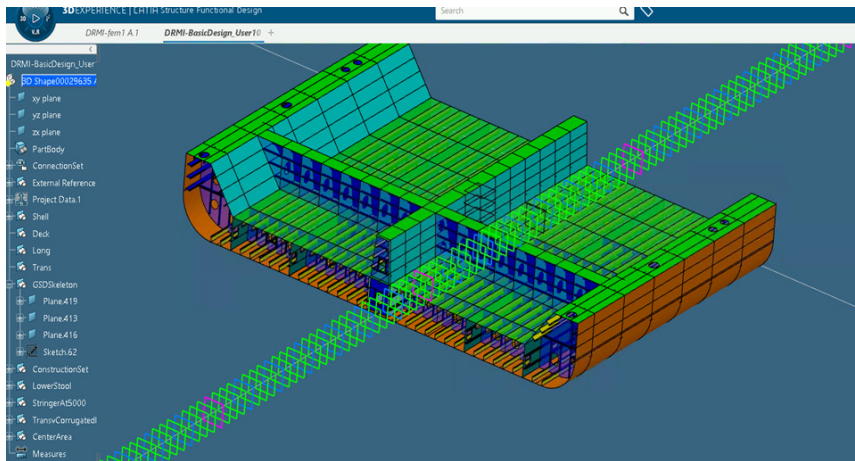 3DEXPERIENCE | CATIA Structure Functional Design
Search
3D
V.R
DRMI-fem1 A.1
DRMI-BasicDesign_User10
+
DRMI-BasicDesign_User
3D Shape00029635 A
xy plane
yz plane
zx plane
PartBody
ConnectionSet
External Reference
Project Data.1
Shell
Deck
Long
Trans
GSDSkeleton
Plane.419
Plane.413
Plane.416
Sketch.62
ConstructionSet
LowerStool
StringerAt5000
TransvCorrugatedI
CenterArea
Measures